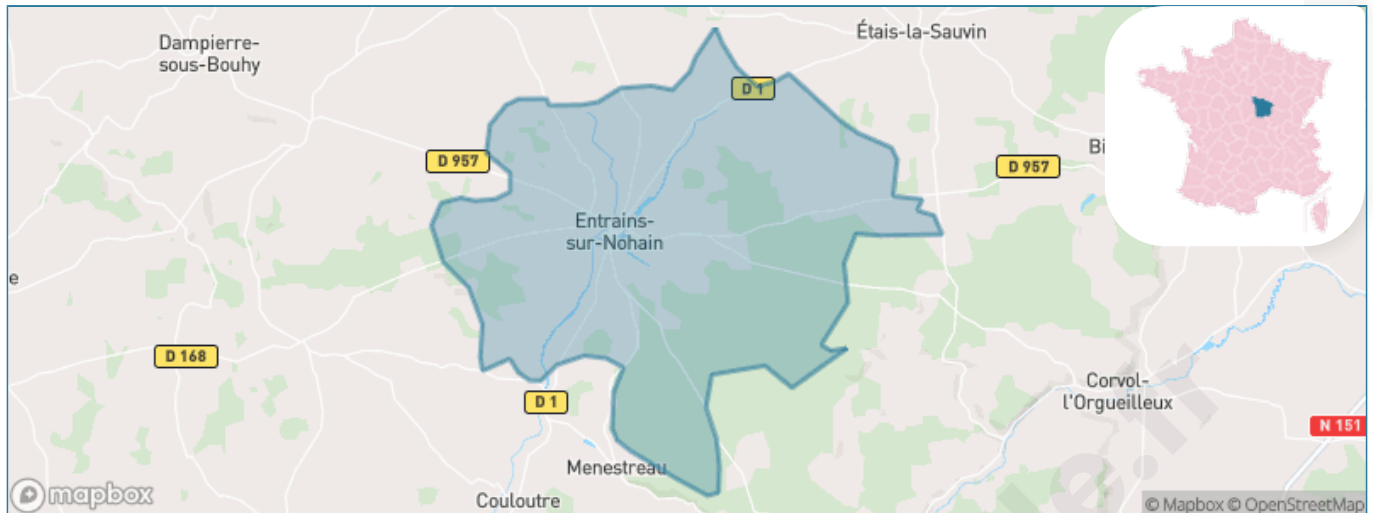 Dampierre-
sous-Bouhy
Étais-la-Sauvin
D 1
D 957
D 957
Bi
Entrains-
sur-Nohain
e
D 168
D 1
Corvol-
l'Orgueilleux
N 151
Menestreau
Couloutre
mapbox
© Mapbox © OpenStreetMap